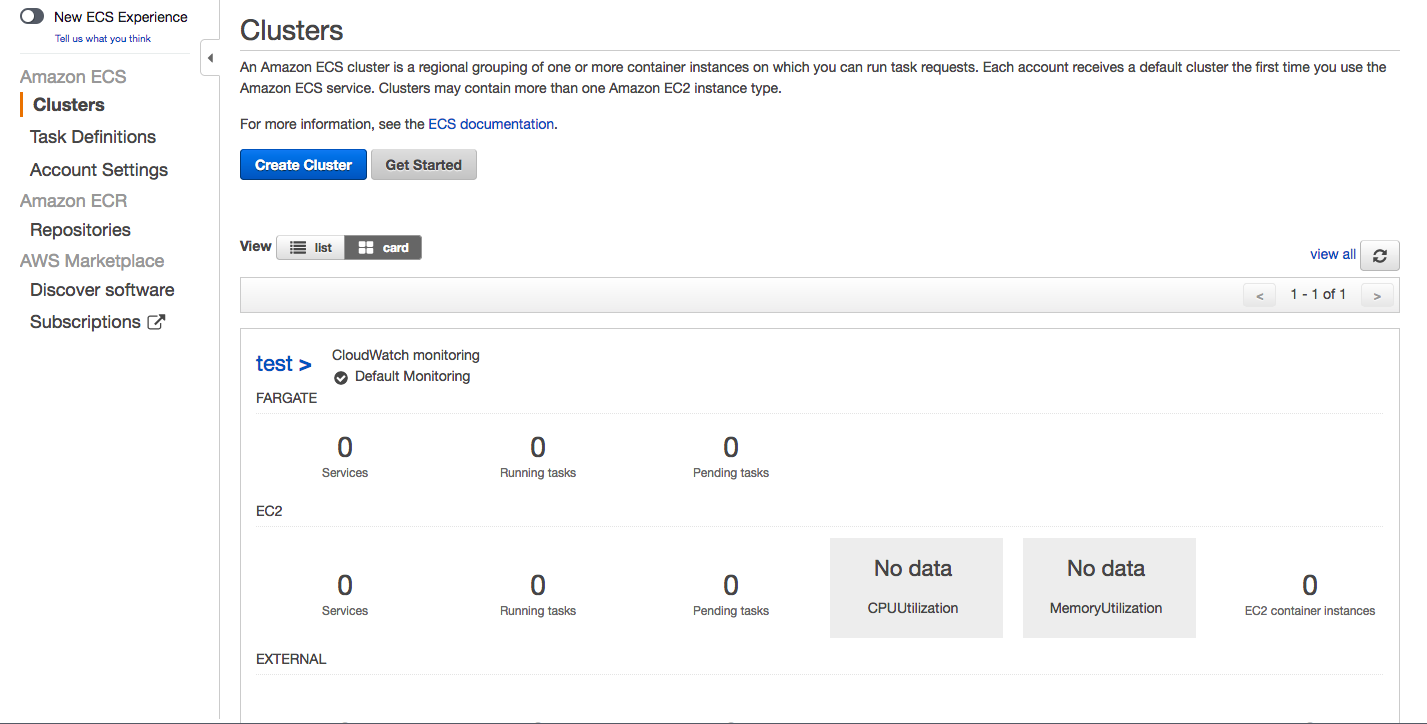 New ECS Experience
Tell us what you think
Amazon ECS
Clusters
Task Definitions
Account Settings
Amazon ECR
Repositories
AWS Marketplace
Discover software
Subscriptions
Clusters
An Amazon ECS cluster is a regional grouping of one or more container instances on which you can run task requests. Each account receives a default cluster the first time you use the
Amazon ECS service. Clusters may contain more than one Amazon EC2 instance type.
For more information, see the ECS documentation.
Create Cluster Get Started
View list card
view all
< 1 - 1 of 1 >
test >
CloudWatch monitoring
Default Monitoring
FARGATE
0 0 0
Services Running tasks Pending tasks
EC2
0 0 0 No data No data 0
Services Running tasks Pending tasks CPUUtilization MemoryUtilization EC2 container instances
EXTERNAL